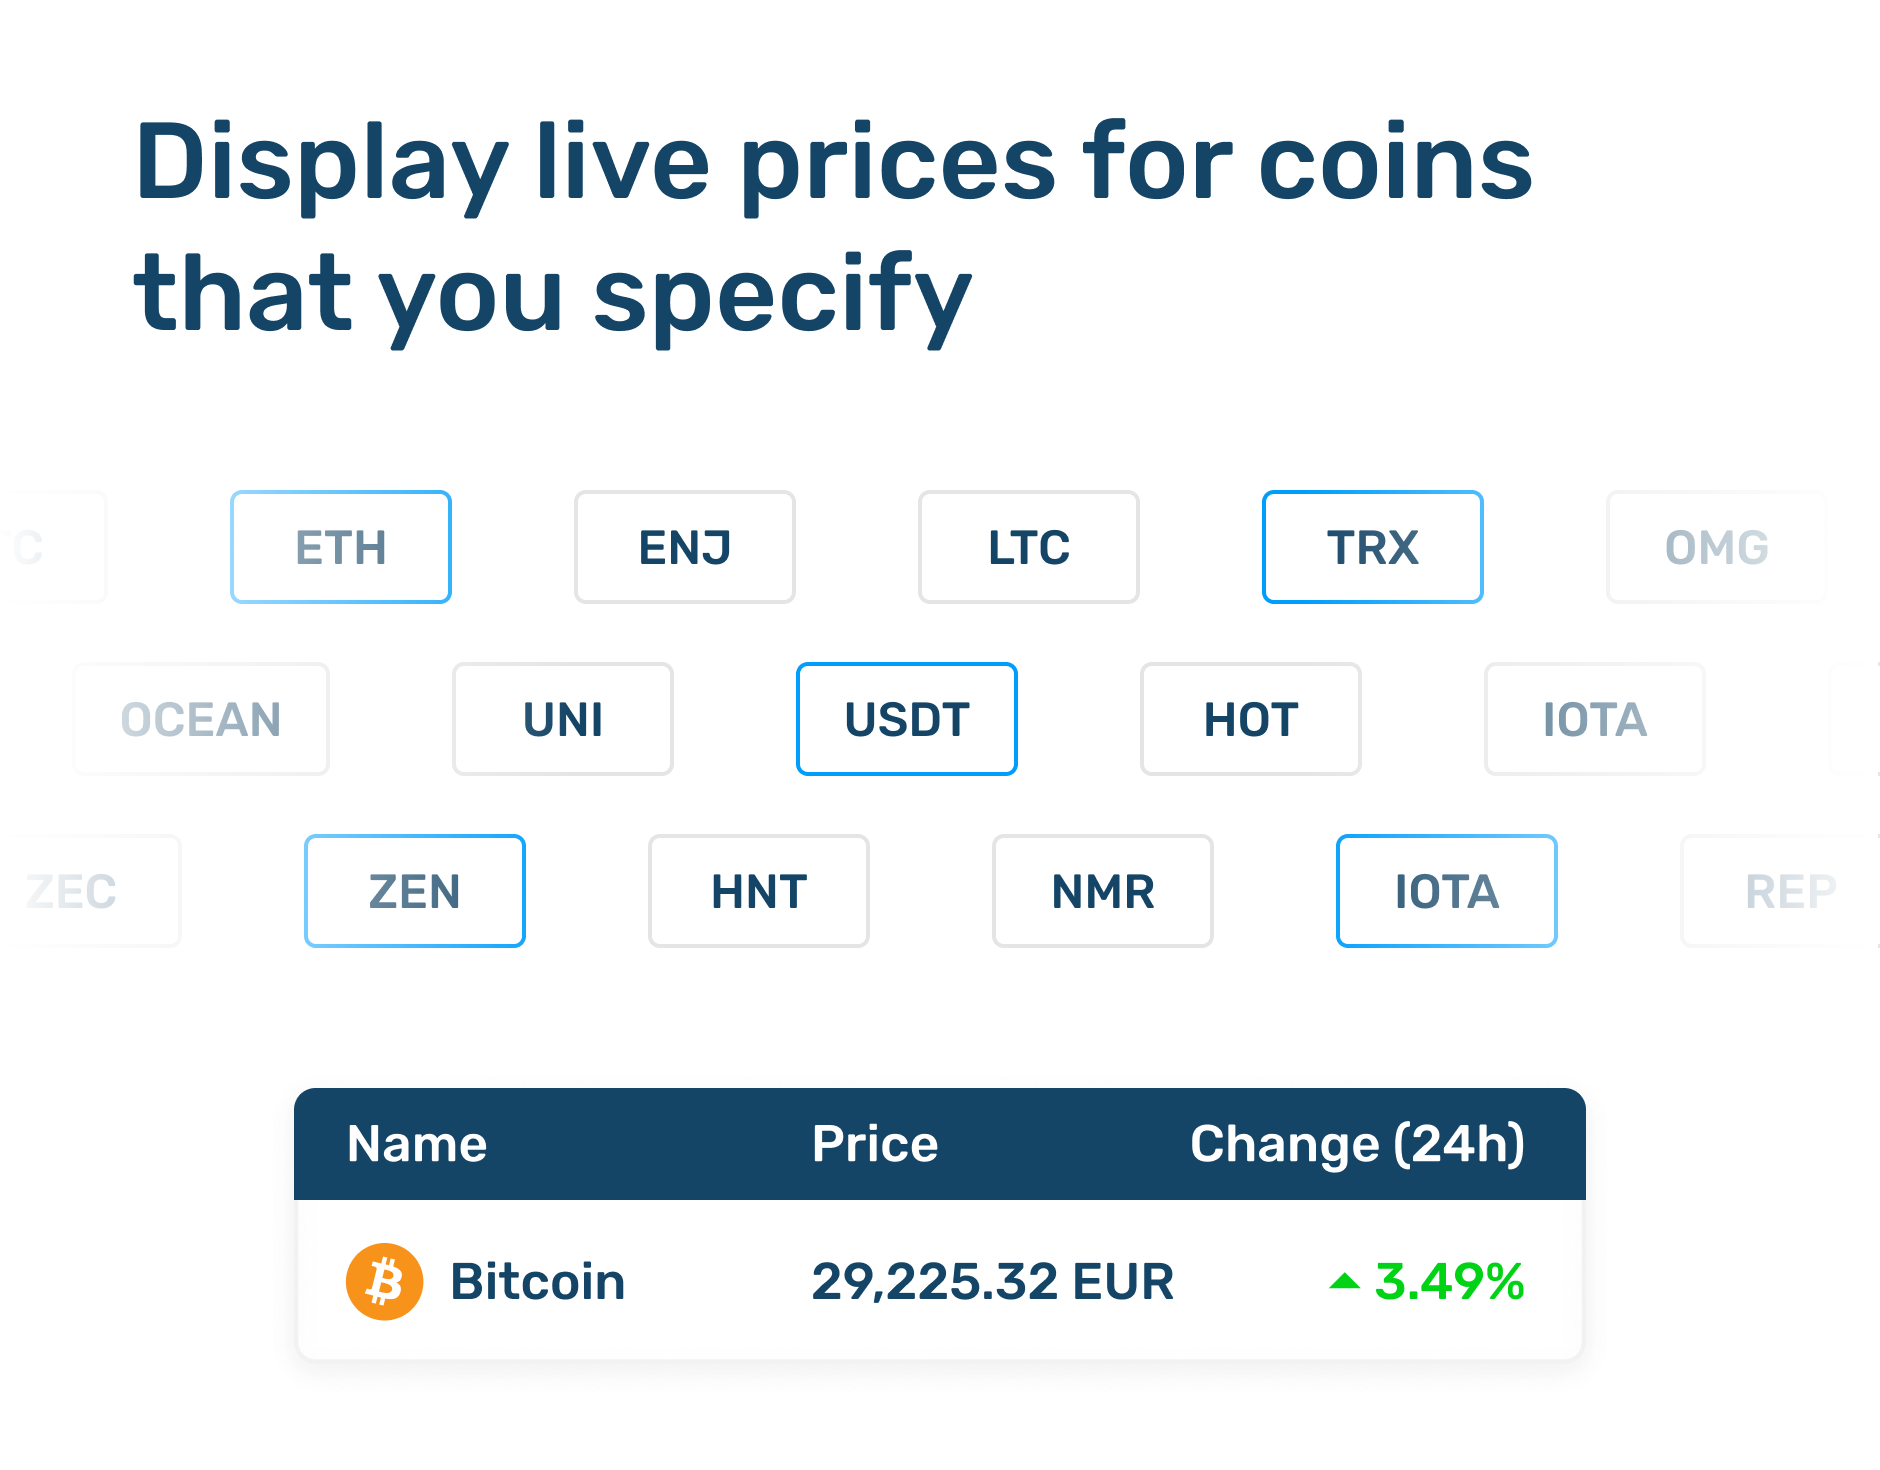 Display live prices for coins
that you specify
ETH ENJ LTC TRX OMG
OCEAN UNI USDT HOT IOTA
ZEC ZEN HNT NMR IOTA REP
Name Price Change (24h)
Bitcoin 29,225.32 EUR 3.49%